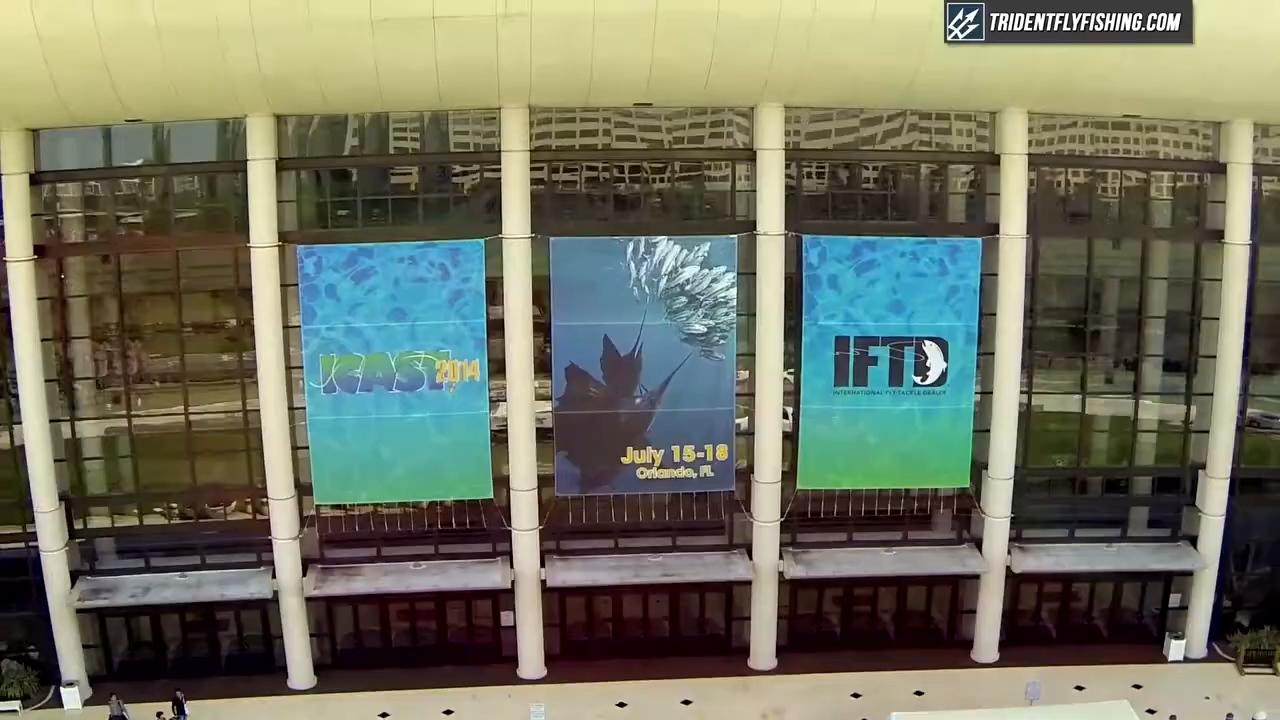 TRIDENTFLYFISHING.COM
ICAST 2014
July 15-18
Orlando, FL
IFTD
INTERNATIONAL FLY TACKLE DEALER